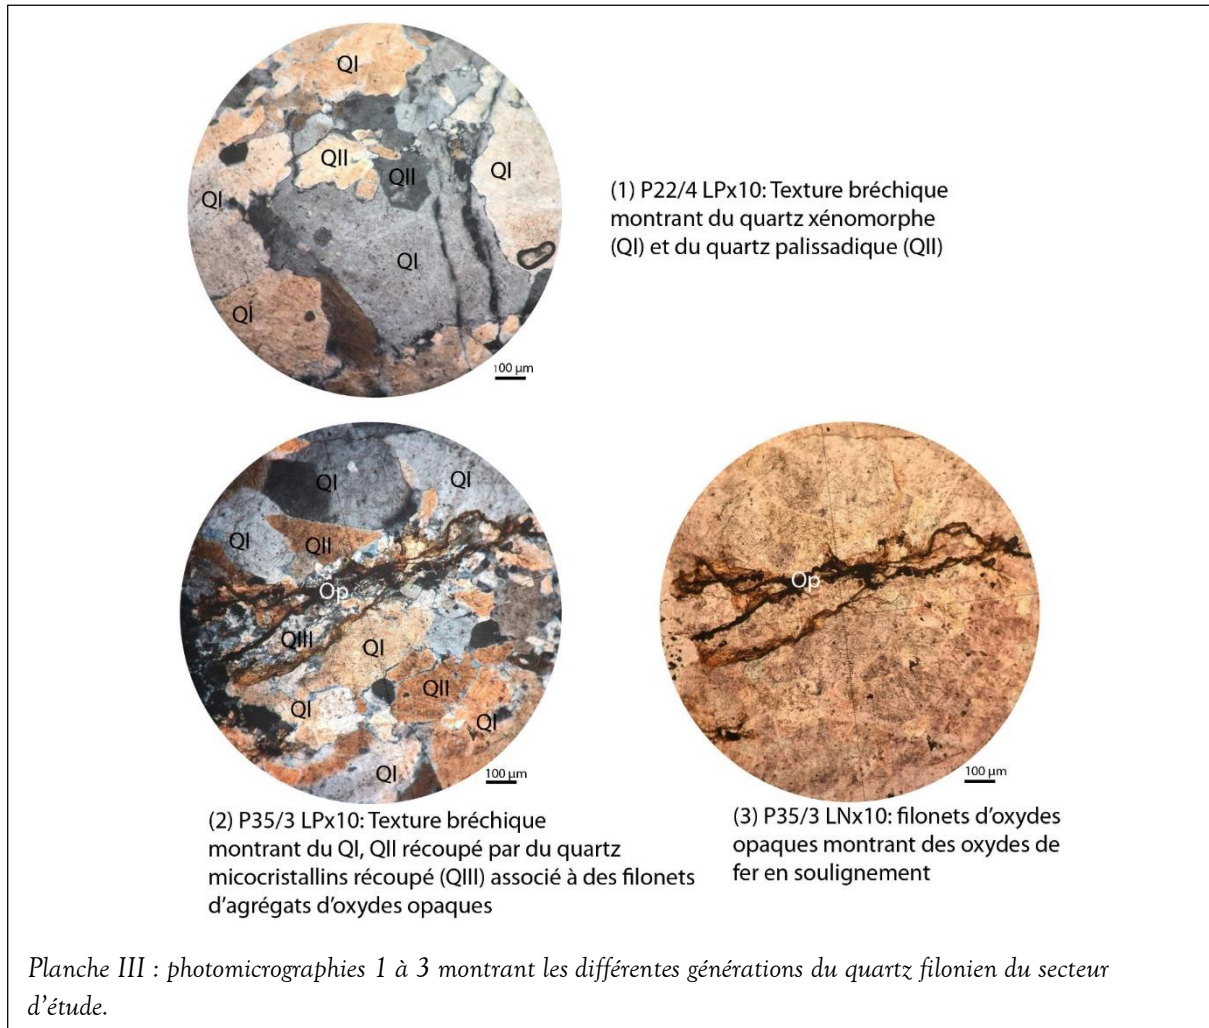 QI
QII
QII
QI
QI
QI
QI
100 µm
(1) P22/4 LPx10: Texture bréchique
montrant du quartz xénomorphe
(QI) et du quartz palissadique (QII)
QI
QI
QI
QII
Op
QIII
QI
QII
QI
QI
QI
100 µm
(2) P35/3 LPx10: Texture bréchique
montrant du QI, QII récoupé par du quartz
micocristallins récoupé (QIII) associé à des filonets
d'agrégats d'oxydes opaques
Op
100 µm
(3) P35/3 LNx10: filonets d'oxydes
opaques montrant des oxydes de
fer en soulignement
Planche III : photomicrographies 1 à 3 montrant les différentes générations du quartz filonien du secteur
d'étude.